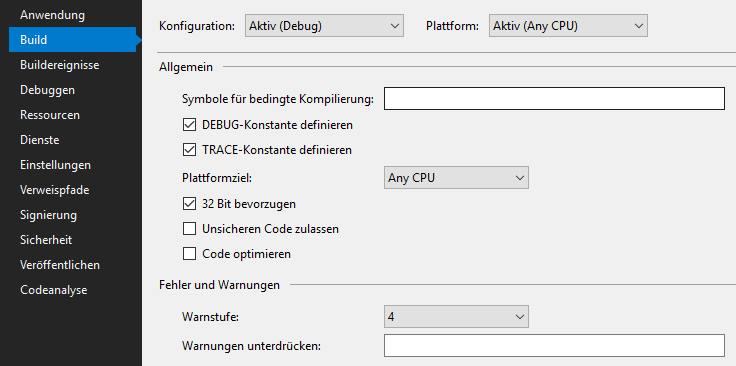 Anwendung
Build
Buildereignisse
Debuggen
Ressourcen
Dienste
Einstellungen
Verweispfade
Signierung
Sicherheit
Veröffentlichen
Codeanalyse
Konfiguration: Aktiv (Debug) Plattform: Aktiv (Any CPU)
Allgemein
Symbole für bedingte Kompilierung:
DEBUG-Konstante definieren
TRACE-Konstante definieren
Plattformziel: Any CPU
32 Bit bevorzugen
Unsicheren Code zulassen
Code optimieren
Fehler und Warnungen
Warnstufe: 4
Warnungen unterdrücken: